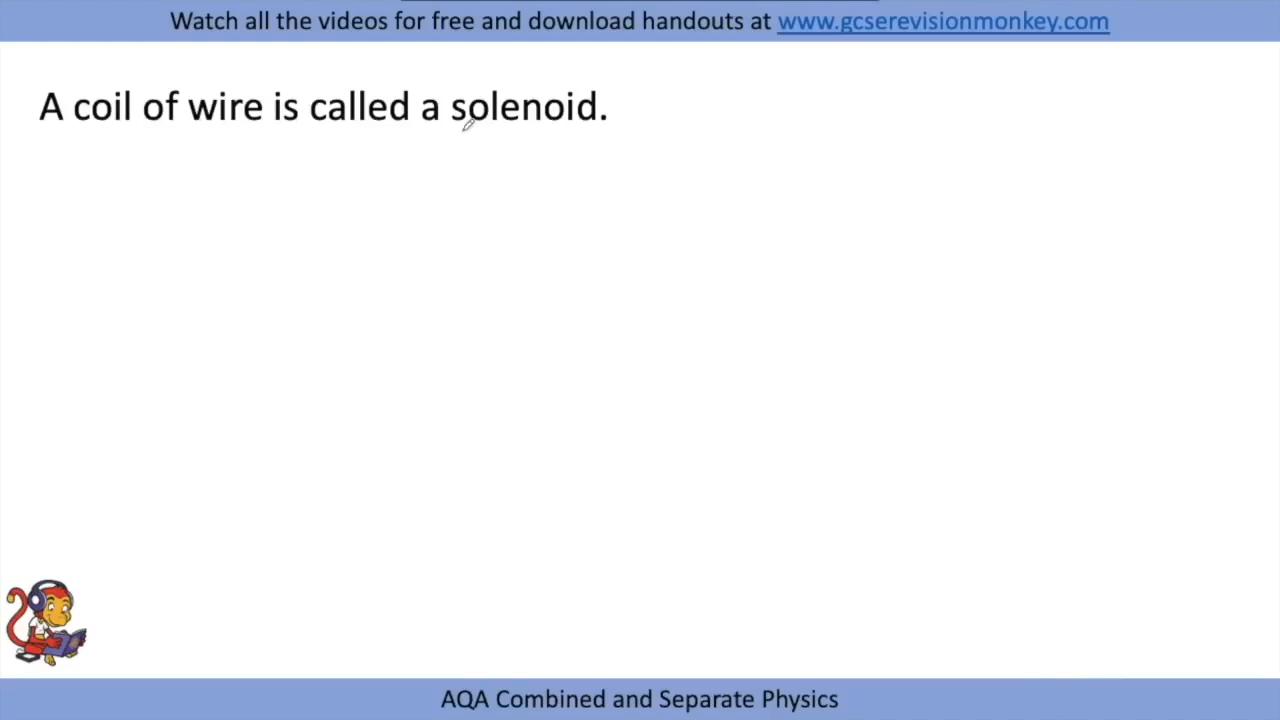 Watch all the videos for free and download handouts at www.gcserevisionmonkey.com
A coil of wire is called a solenoid.
AQA Combined and Separate Physics